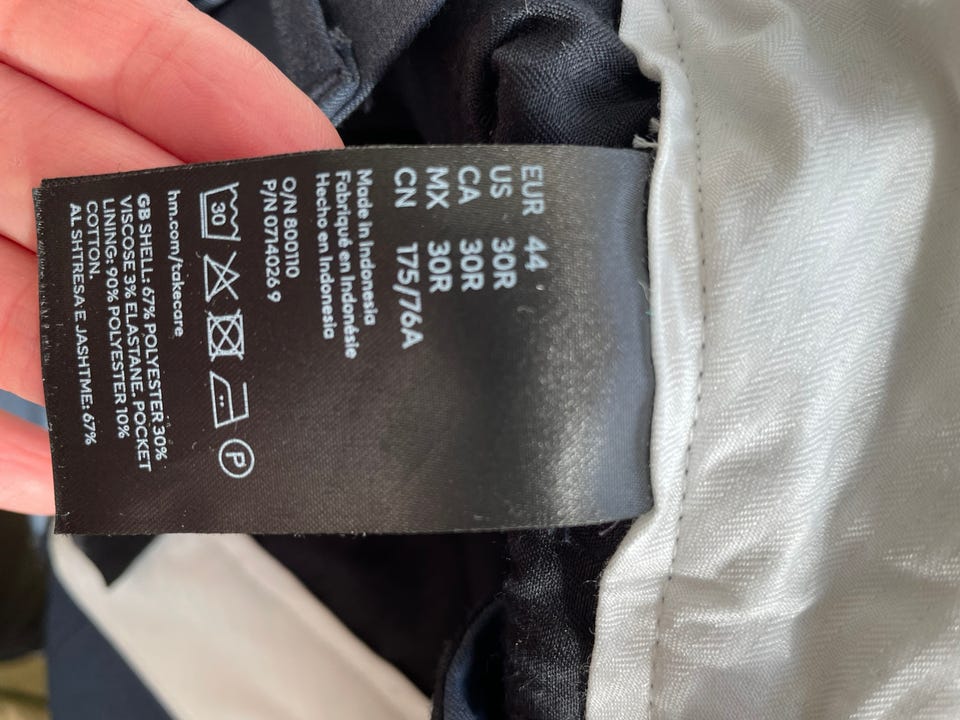 EUR 44
US 30R
CA 30R
MX 30R
CN 175/76A
Made in Indonesia
Fabriqué en Indonésie
Hecho en Indonesia
O/N 800110
P/N 0714026 9
30
P
hm.com/takecare
GB SHELL: 67% POLYESTER 30%
VISCOSE 3% ELASTANE. POCKET
LINING: 90% POLYESTER 10%
COTTON.
AL SHTRESA E JASHTME: 67%